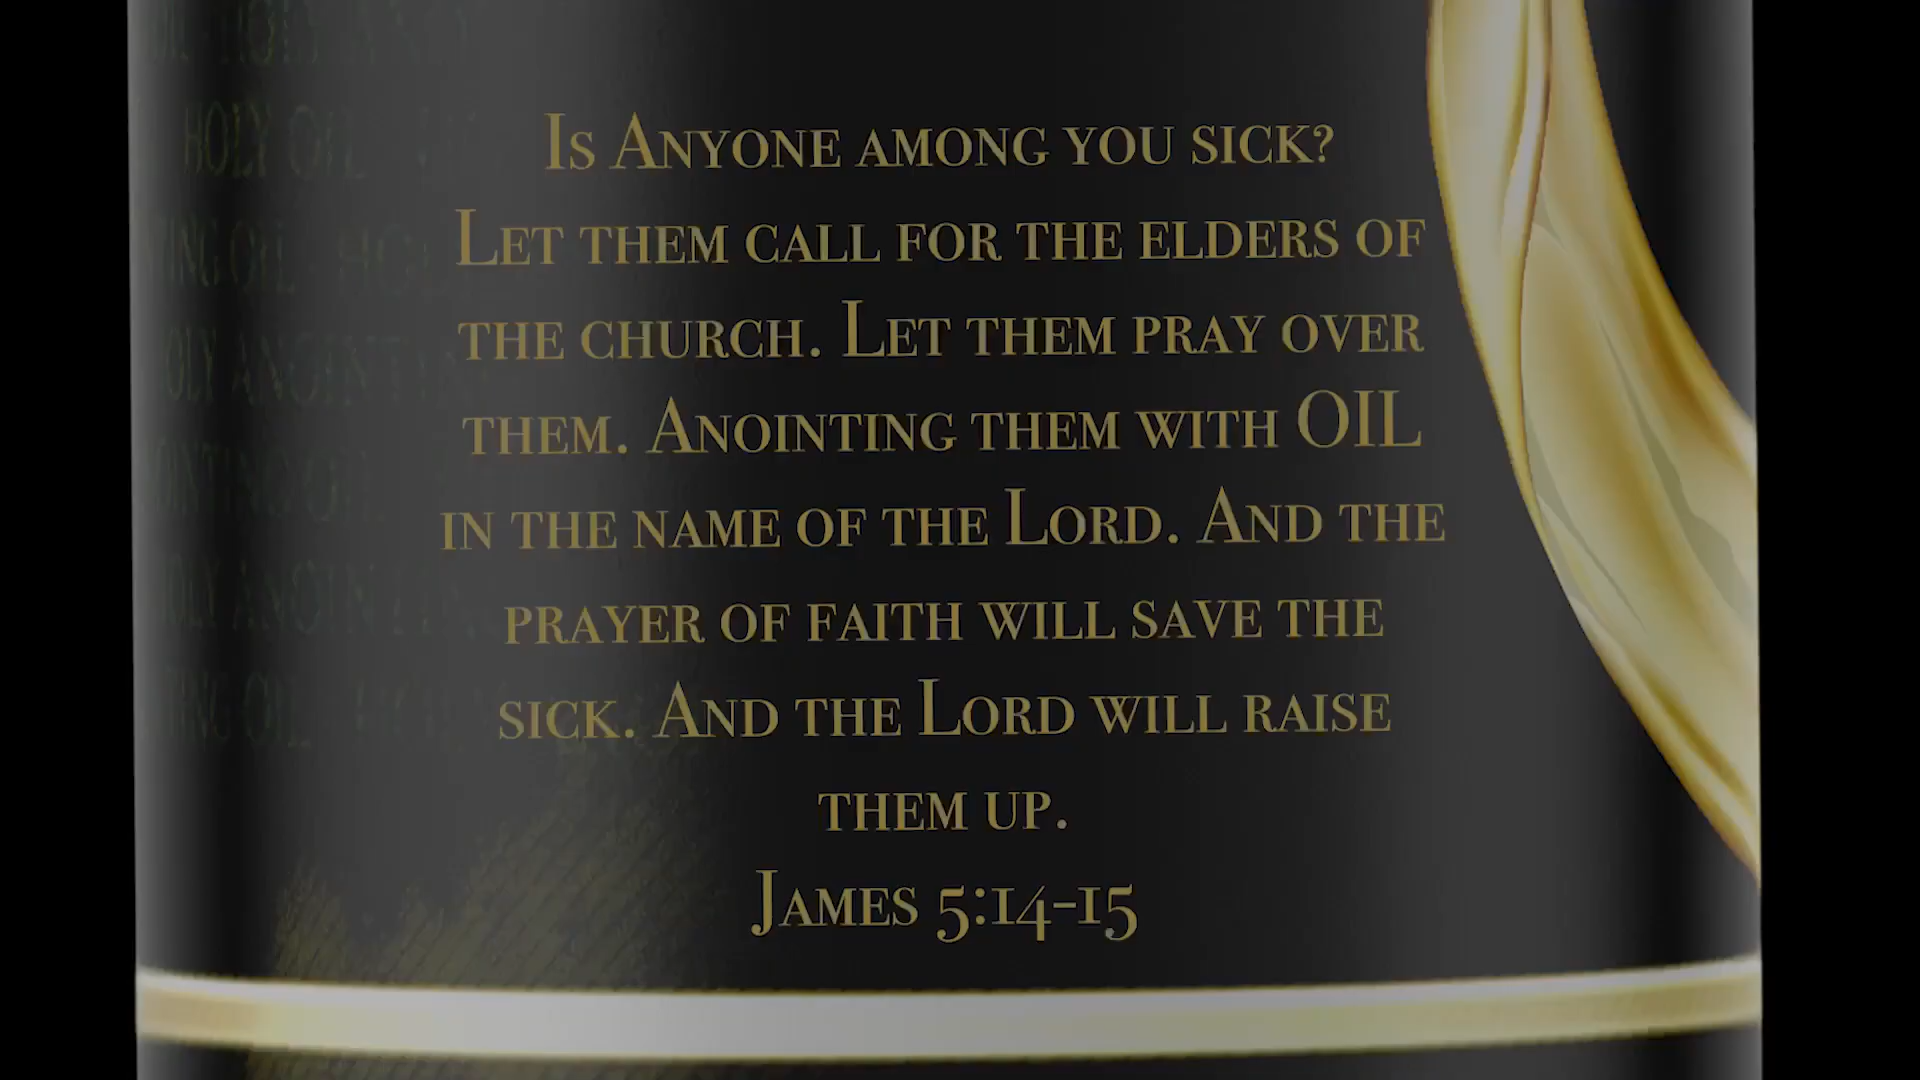 Is Anyone among you sick?
Let them call for the elders of
the church. Let them pray over
them. Anointing them with OIL
in the name of the Lord. And the
prayer of faith will save the
sick. And the Lord will raise
them up.
James 5:14-15
HOLY OIL